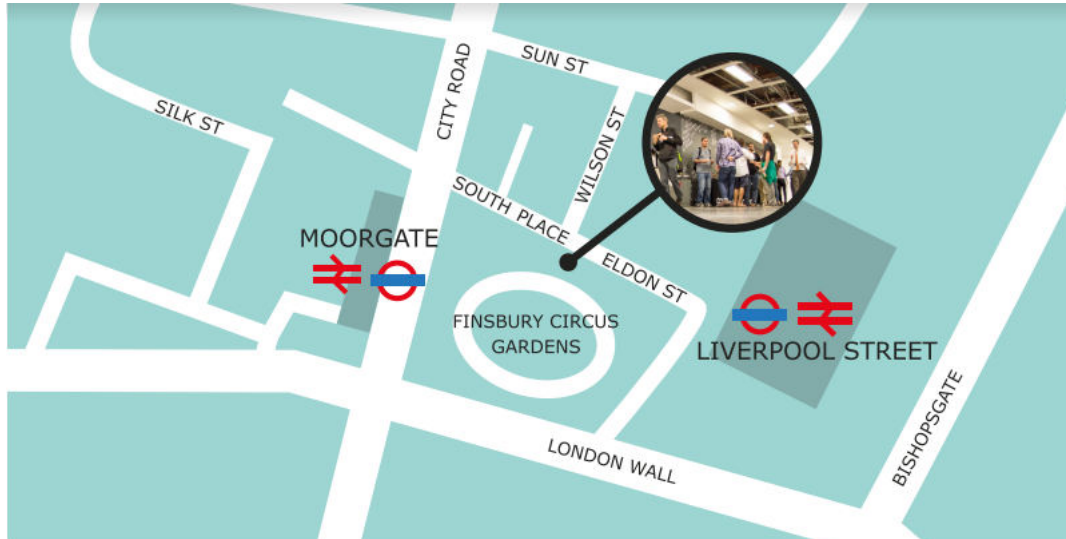 SUN ST
CITY ROAD
SILK ST
WILSON ST
SOUTH PLACE
MOORGATE
ELDON ST
FINSBURY CIRCUS
GARDENS
LIVERPOOL STREET
BISHOPSGATE
LONDON WALL